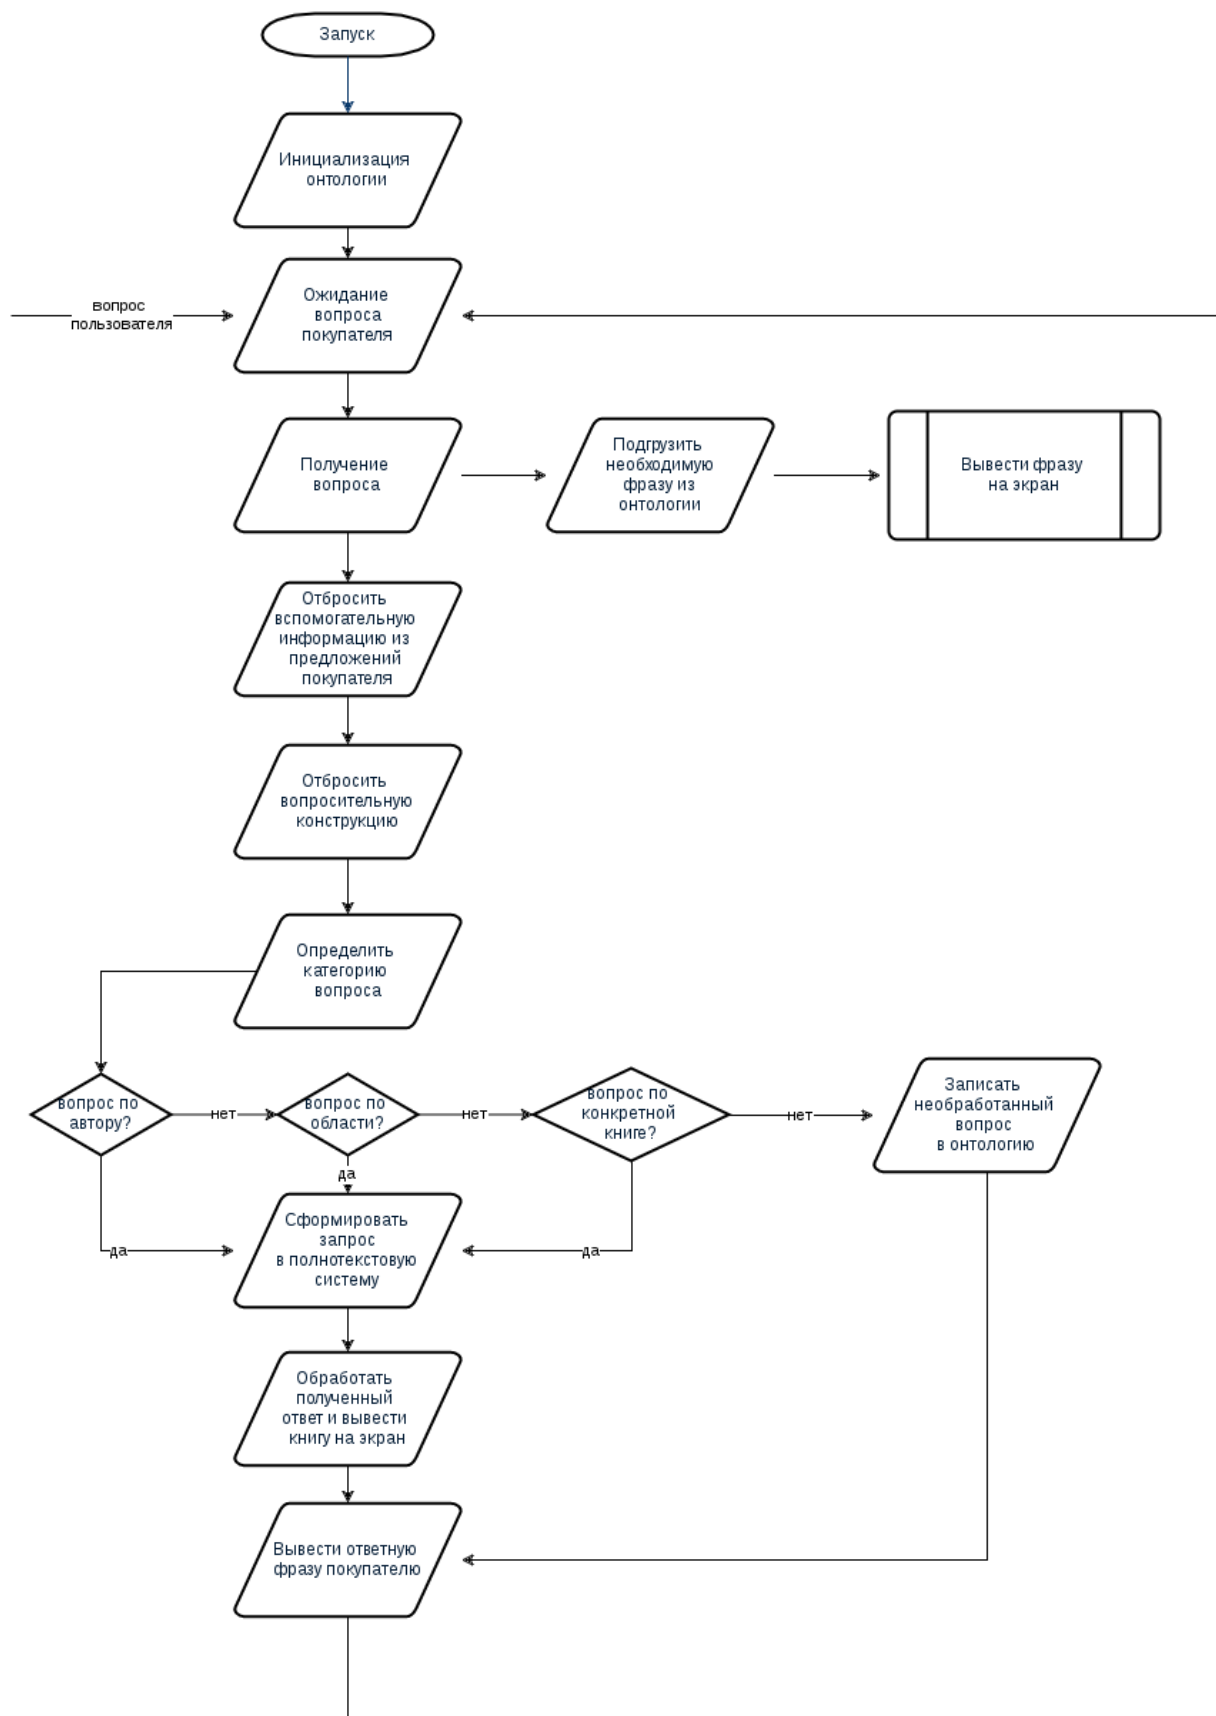 Запуск
Инициализация
онтологии
вопрос
пользователя
Ожидание
вопроса
покупателя
Получение
вопроса
Подгрузить
необходимую
фразу из
онтологии
Вывести фразу
на экран
Отбросить
вспомогательную
информацию из
предложений
покупателя
Отбросить
вопросительную
конструкцию
Определить
категорию
вопроса
вопрос по
автору?
нет
вопрос по
области?
нет
вопрос по
конкретной
книге?
нет
Записать
необработанный
вопрос
в онтологию
да
да
да
Сформировать
запрос
в полнотекстовую
систему
Обработать
полученный
ответ и вывести
книгу на экран
Вывести ответную
фразу покупателю